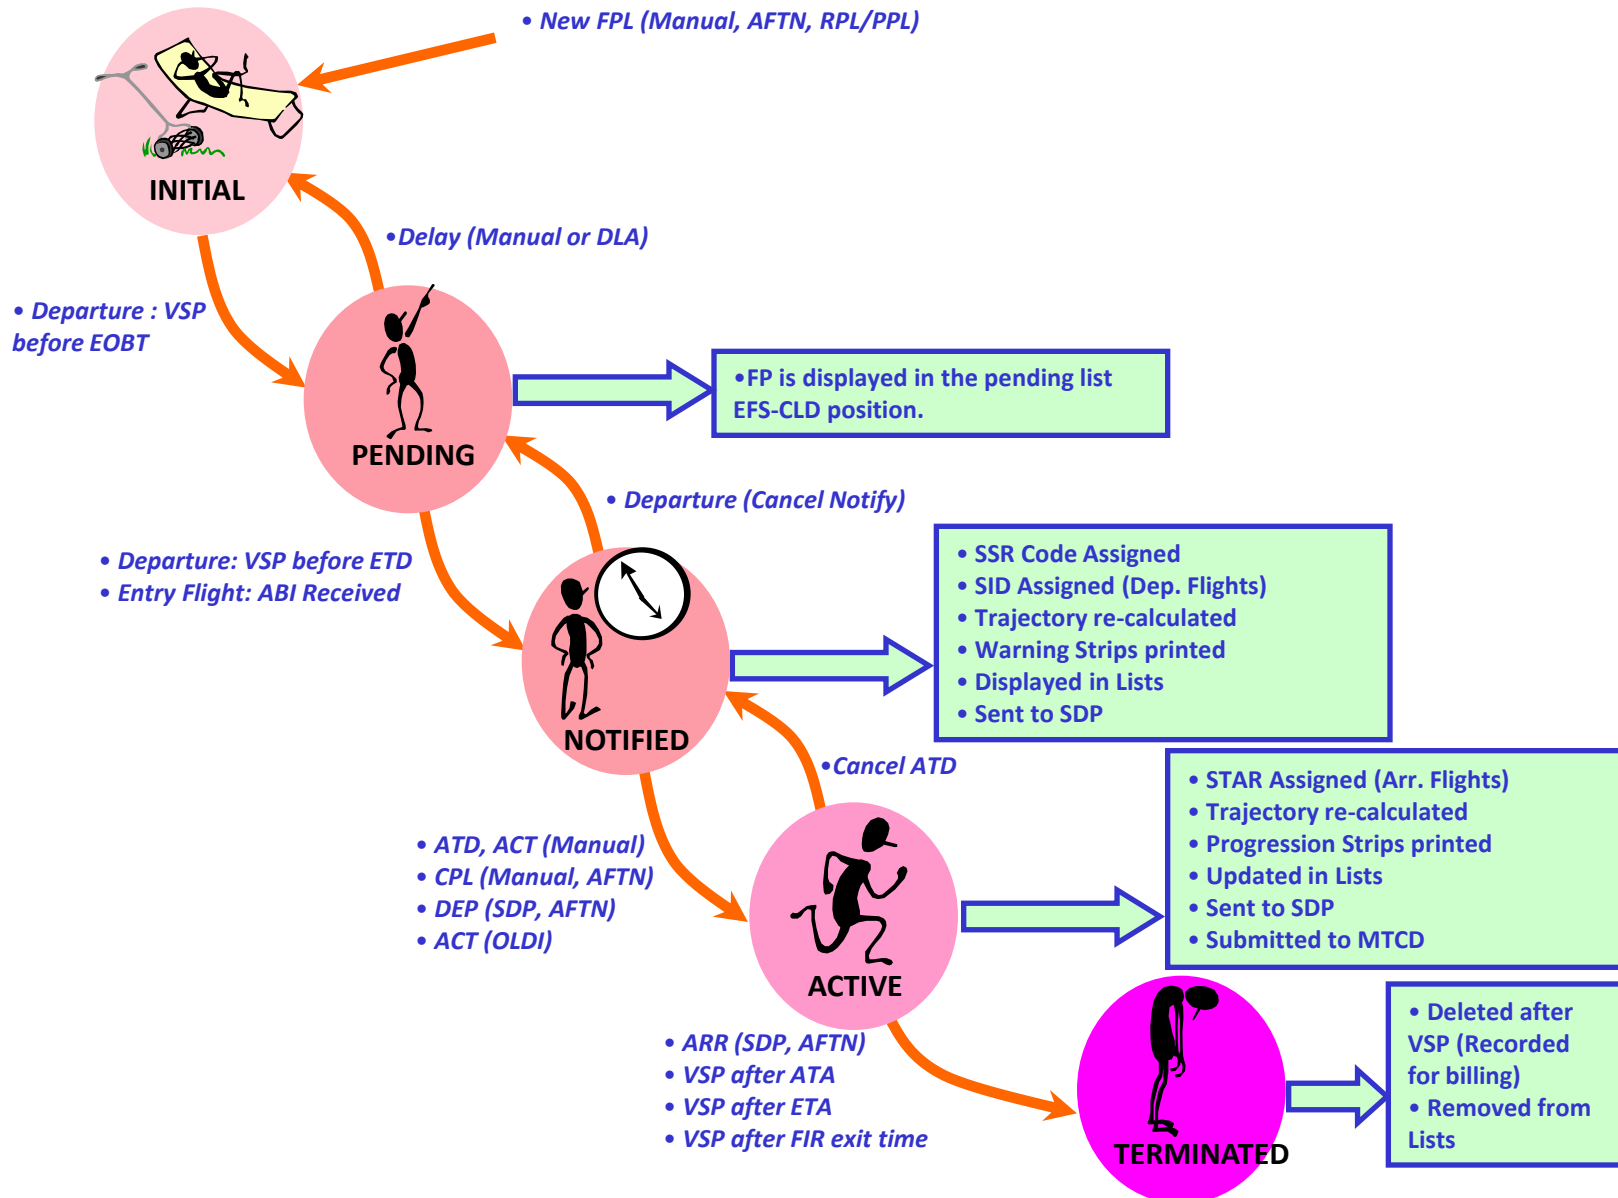 • New FPL (Manual, AFTN, RPL/PPL)
INITIAL
•Delay (Manual or DLA)
• Departure : VSP
before EOBT
•FP is displayed in the pending list
EFS-CLD position.
PENDING
• Departure (Cancel Notify)
• Departure: VSP before ETD
• Entry Flight: ABI Received
• SSR Code Assigned
• SID Assigned (Dep. Flights)
• Trajectory re-calculated
• Warning Strips printed
• Displayed in Lists
• Sent to SDP
NOTIFIED
•Cancel ATD
• ATD, ACT (Manual)
• CPL (Manual, AFTN)
• DEP (SDP, AFTN)
• ACT (OLDI)
• STAR Assigned (Arr. Flights)
• Trajectory re-calculated
• Progression Strips printed
• Updated in Lists
• Sent to SDP
• Submitted to MTCD
ACTIVE
• ARR (SDP, AFTN)
• VSP after ATA
• VSP after ETA
• VSP after FIR exit time
TERMINATED
• Deleted after
VSP (Recorded
for billing)
• Removed from
Lists